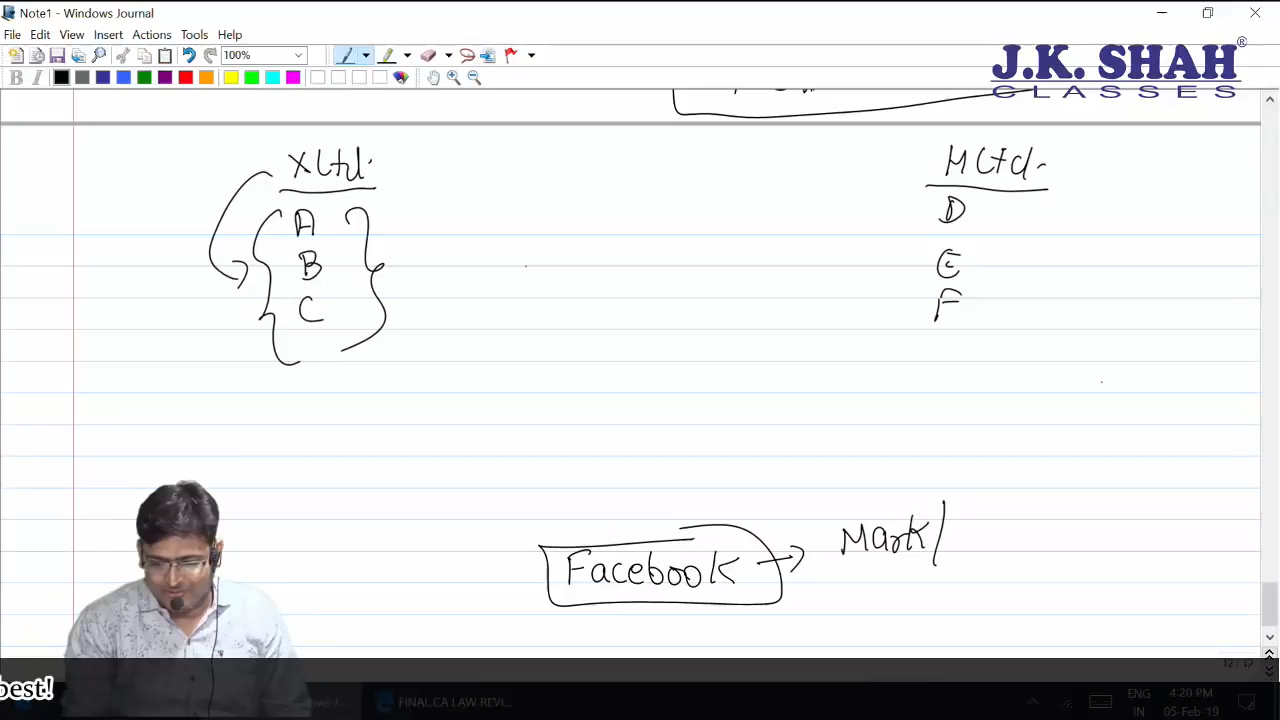 Note1 - Windows Journal
File Edit View Insert Actions Tools Help
100%
B I
J.K. SHAH®
CLASSES
X Ltd.
A
B
C
M Ltd.
D
E
F
Facebook → Mark/
best!
FINAL CA LAW REVI...
ENG
IN
4:20 PM
05-Feb-19